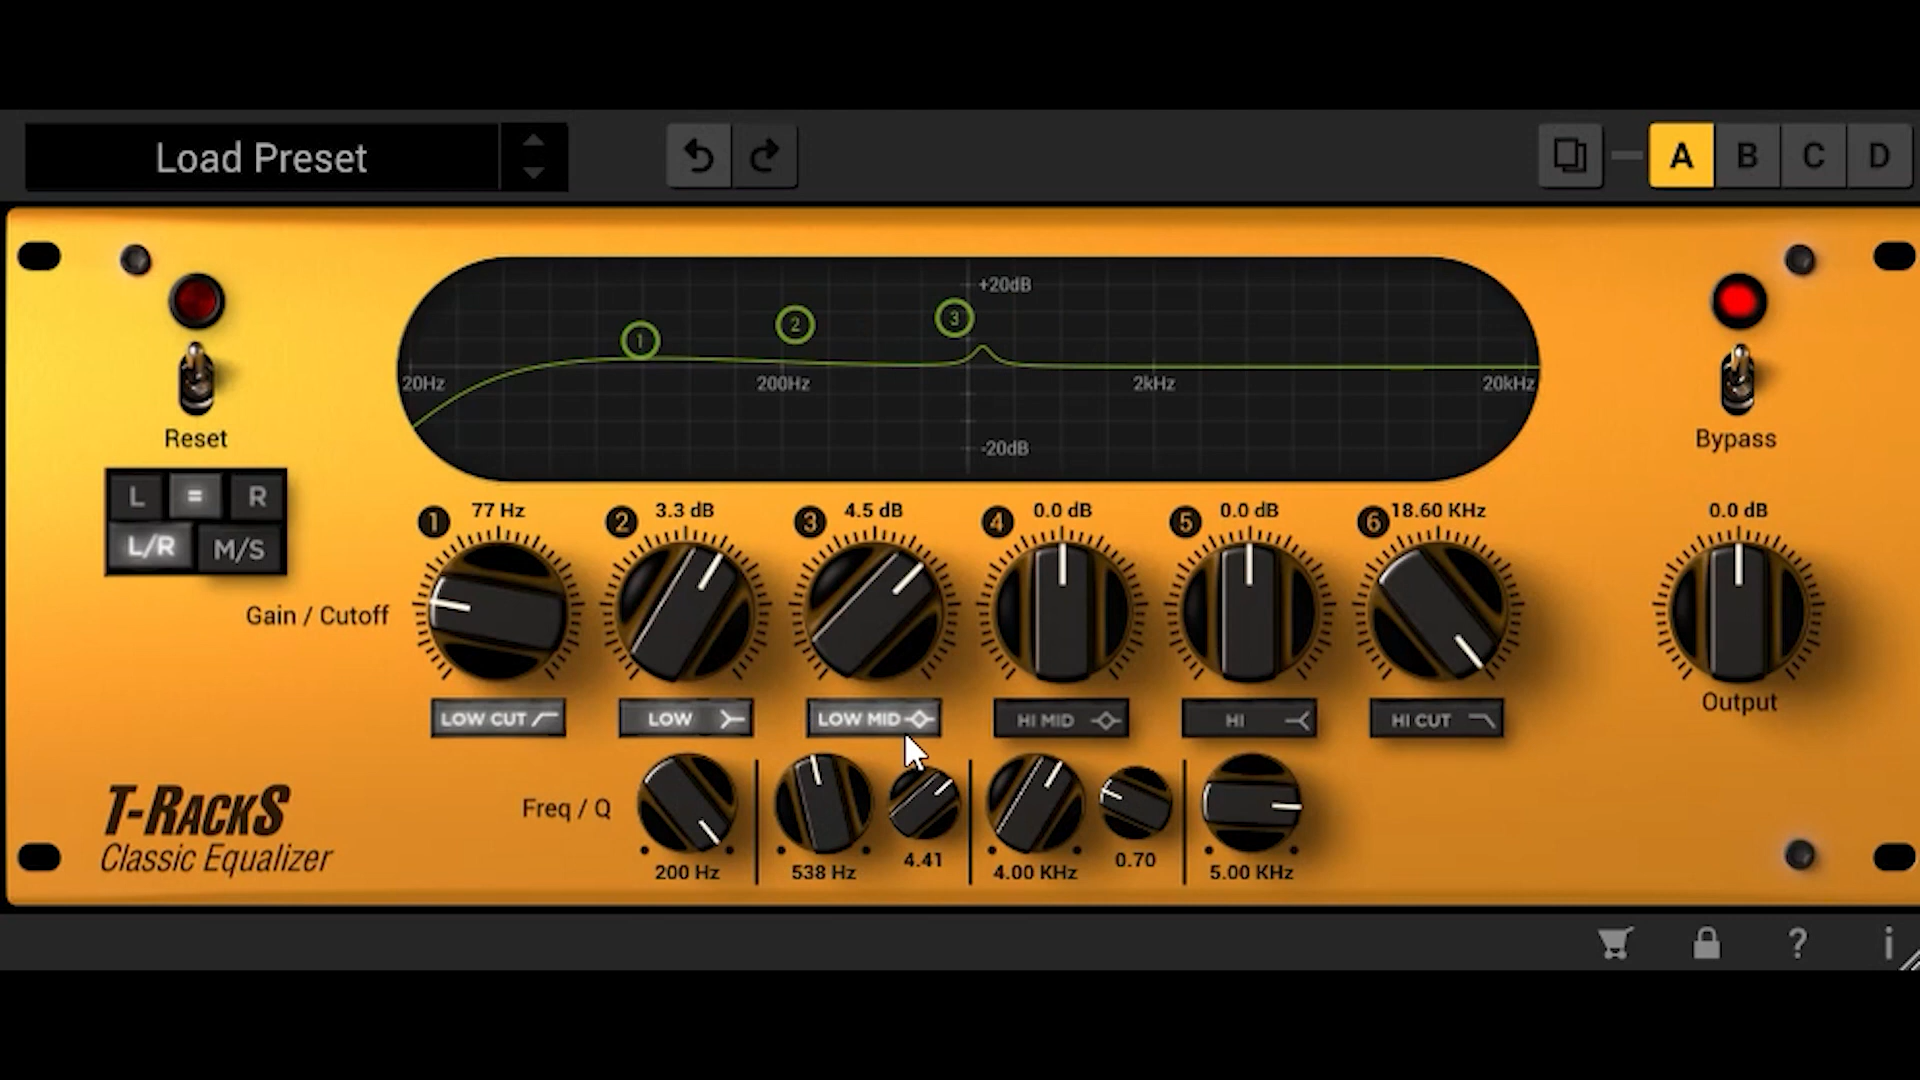 Load Preset
A B C D
+20dB
1 2 3
20Hz 200Hz 2kHz 20kHz
-20dB
Reset
Bypass
L = R
L/R M/S
1 77 Hz 2 3.3 dB 3 4.5 dB 4 0.0 dB 5 0.0 dB 6 18.60 KHz 0.0 dB
Gain / Cutoff
Output
LOW CUT LOW LOW MID HI MID HI HI CUT
T-RACKS
Classic Equalizer
Freq / Q
200 Hz 538 Hz 4.41 4.00 KHz 0.70 5.00 KHz
? i